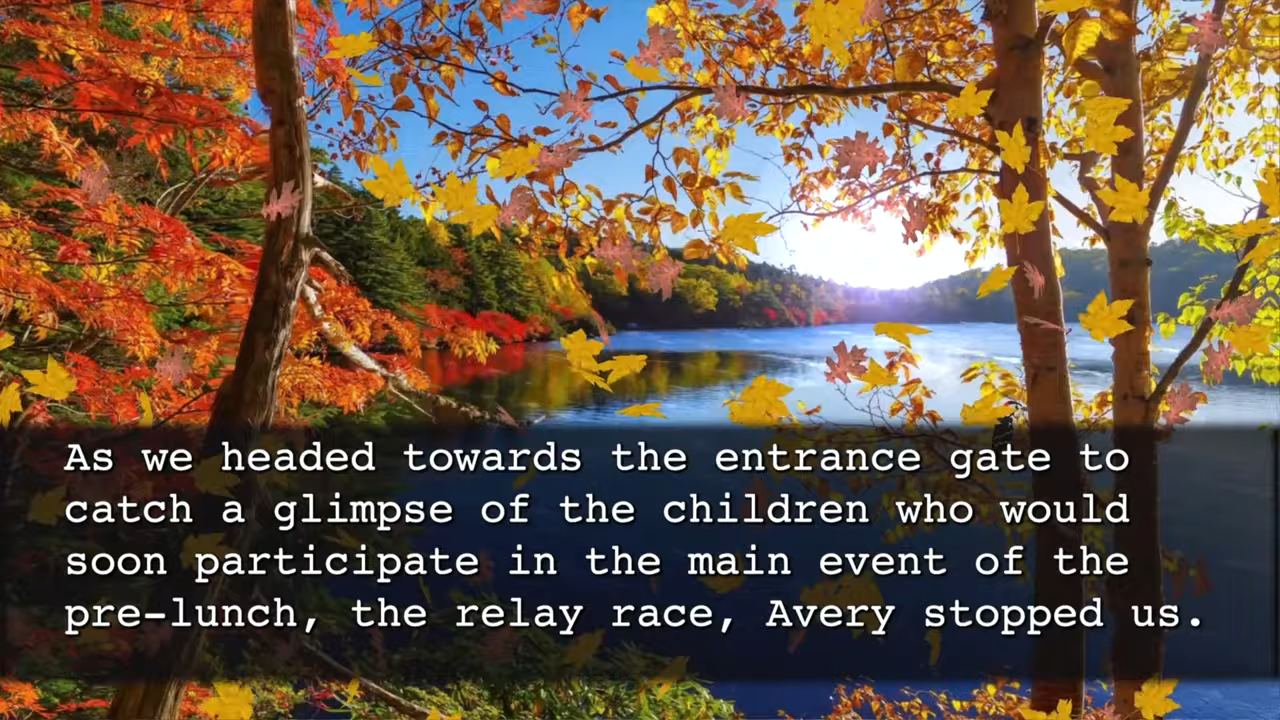 As we headed towards the entrance gate to
catch a glimpse of the children who would
soon participate in the main event of the
pre-lunch, the relay race, Avery stopped us.